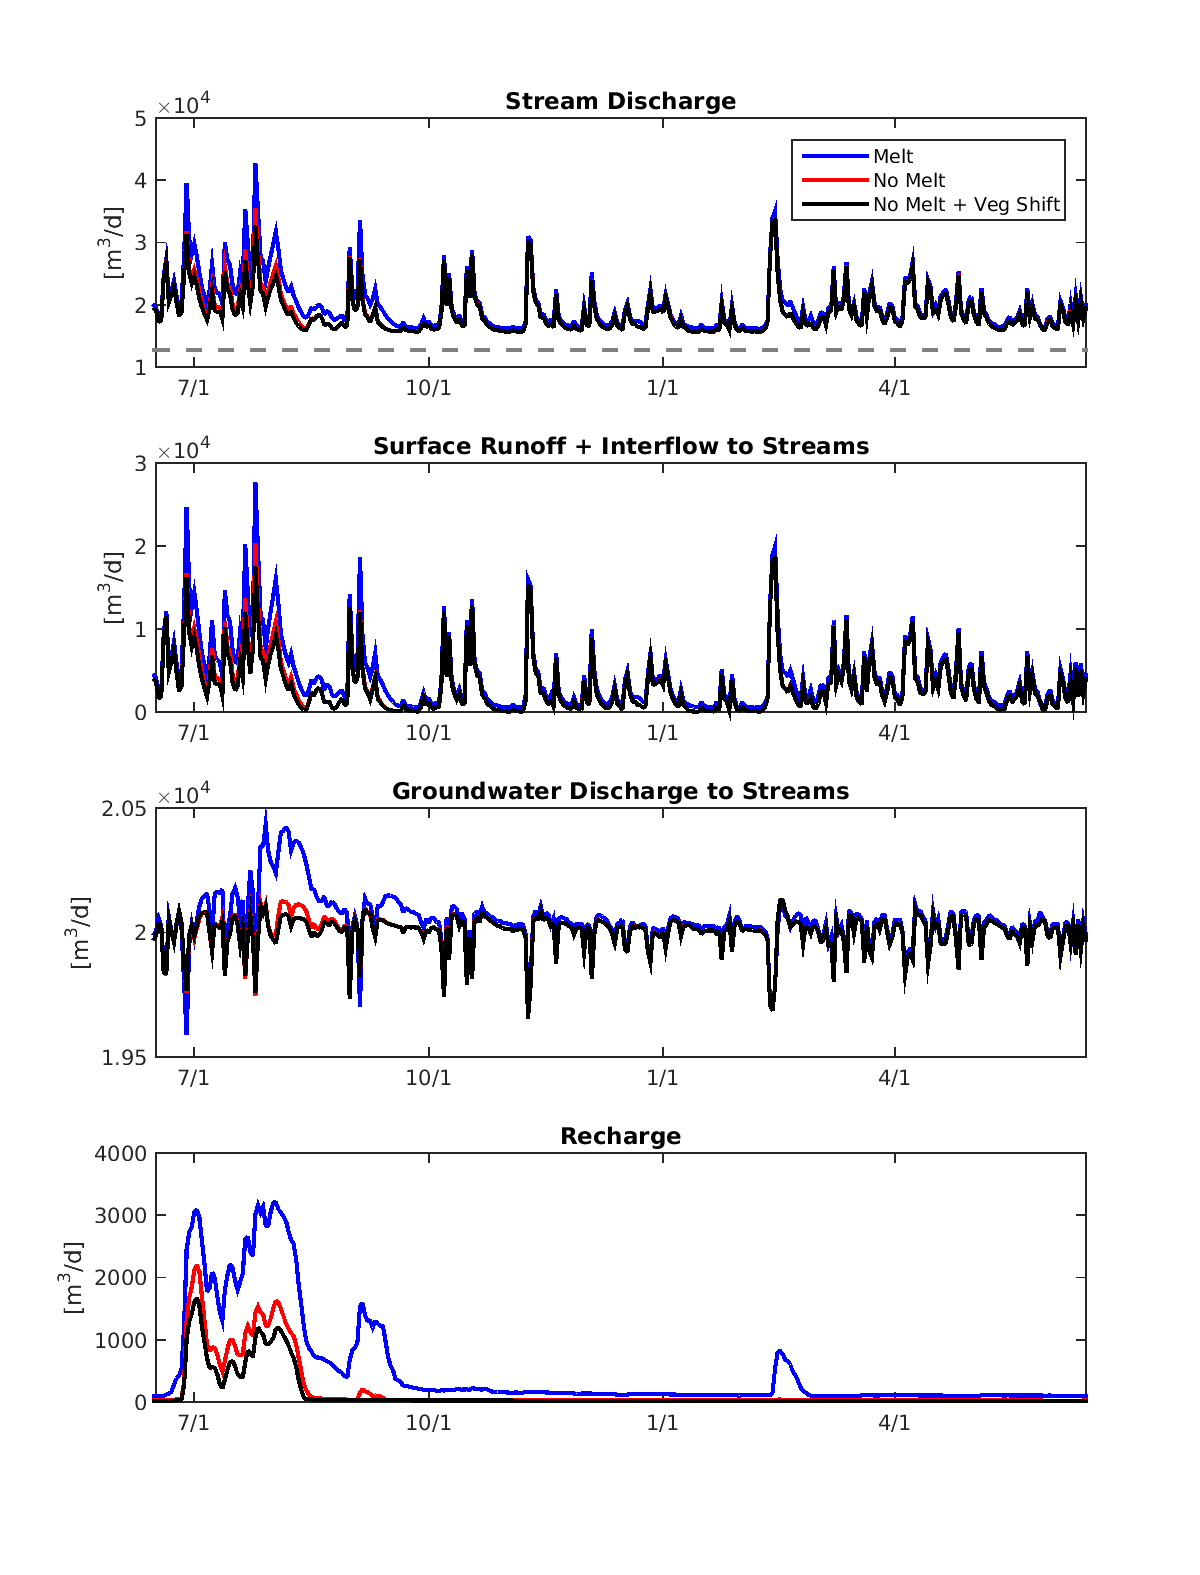 Stream Discharge
×10^4
5
4
3
2
1
[m^3/d]
Melt
No Melt
No Melt + Veg Shift
7/1 10/1 1/1 4/1
Surface Runoff + Interflow to Streams
×10^4
3
2
1
0
[m^3/d]
7/1 10/1 1/1 4/1
Groundwater Discharge to Streams
×10^4
2.05
2
1.95
[m^3/d]
7/1 10/1 1/1 4/1
Recharge
4000
3000
2000
1000
0
[m^3/d]
7/1 10/1 1/1 4/1